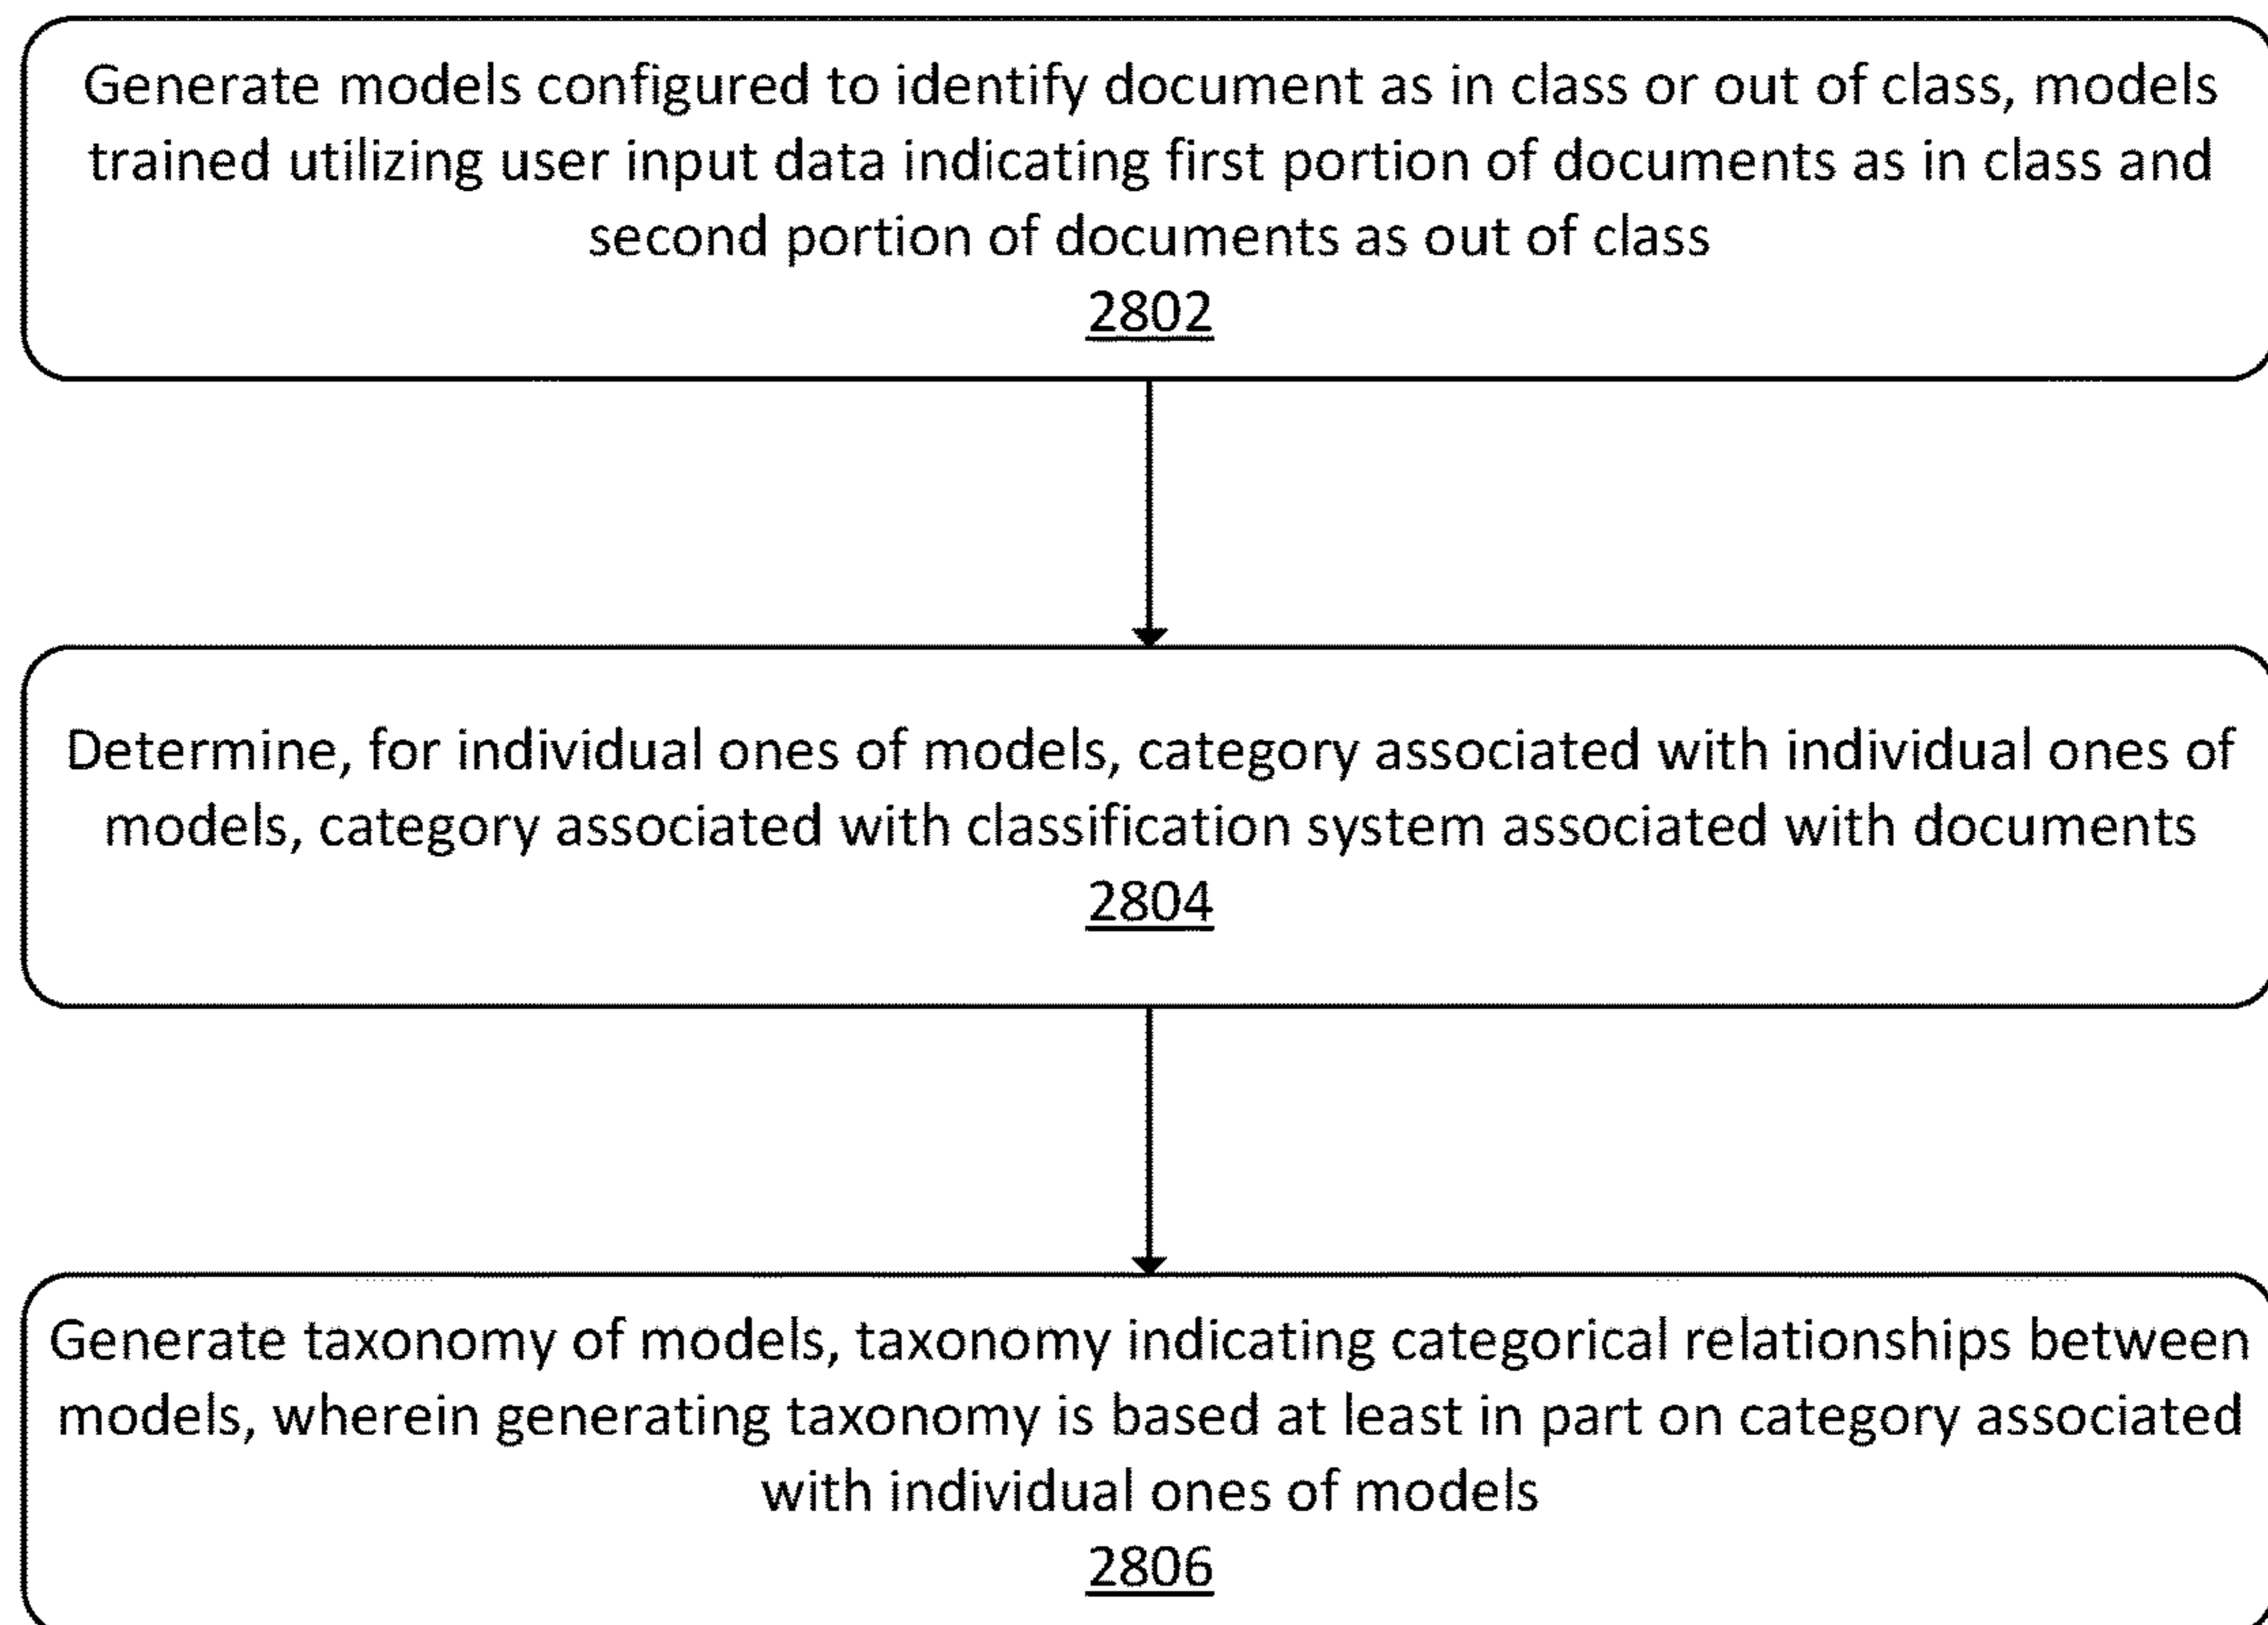 Generate models configured to identify document as in class or out of class, models
trained utilizing user input data indicating first portion of documents as in class and
second portion of documents as out of class
2802
Determine, for individual ones of models, category associated with individual ones of
models, category associated with classification system associated with documents
2804
Generate taxonomy of models, taxonomy indicating categorical relationships between
models, wherein generating taxonomy is based at least in part on category associated
with individual ones of models
2806